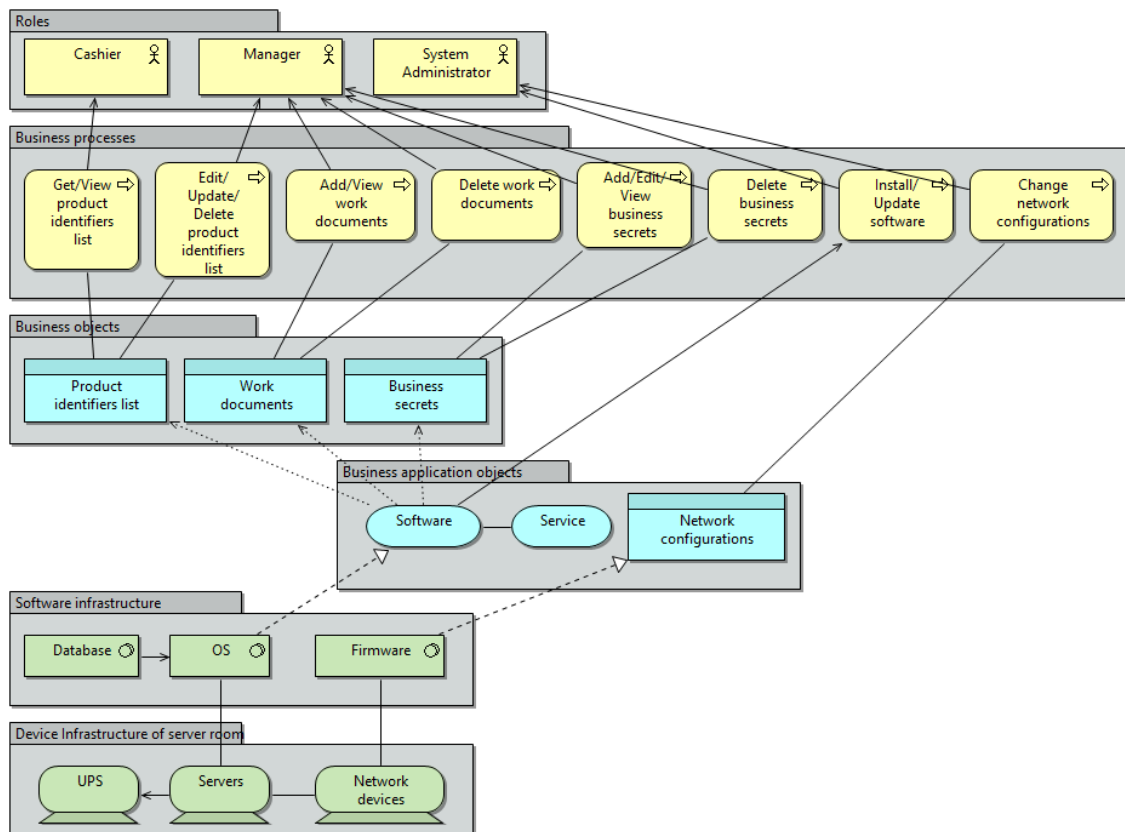 Roles
Cashier
Manager
System
Administrator
Business processes
Get/View
product
identifiers
list
Edit/
Update/
Delete
product
identifiers
list
Add/View
work
documents
Delete work
documents
Add/Edit/
View
business
secrets
Delete
business
secrets
Install/
Update
software
Change
network
configurations
Business objects
Product
identifiers list
Work
documents
Business
secrets
Business application objects
Software
Service
Network
configurations
Software infrastructure
Database
OS
Firmware
Device Infrastructure of server room
UPS
Servers
Network
devices